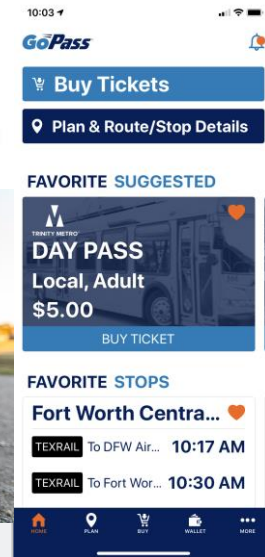 10:03
GoPass
Buy Tickets
Plan & Route/Stop Details
FAVORITE SUGGESTED
TRINITY METRO
DAY PASS
Local, Adult
$5.00
BUY TICKET
FAVORITE STOPS
Fort Worth Centra...
TEXRAIL To DFW Air... 10:17 AM
TEXRAIL To Fort Wor... 10:30 AM
HOME PLAN BUY WALLET MORE